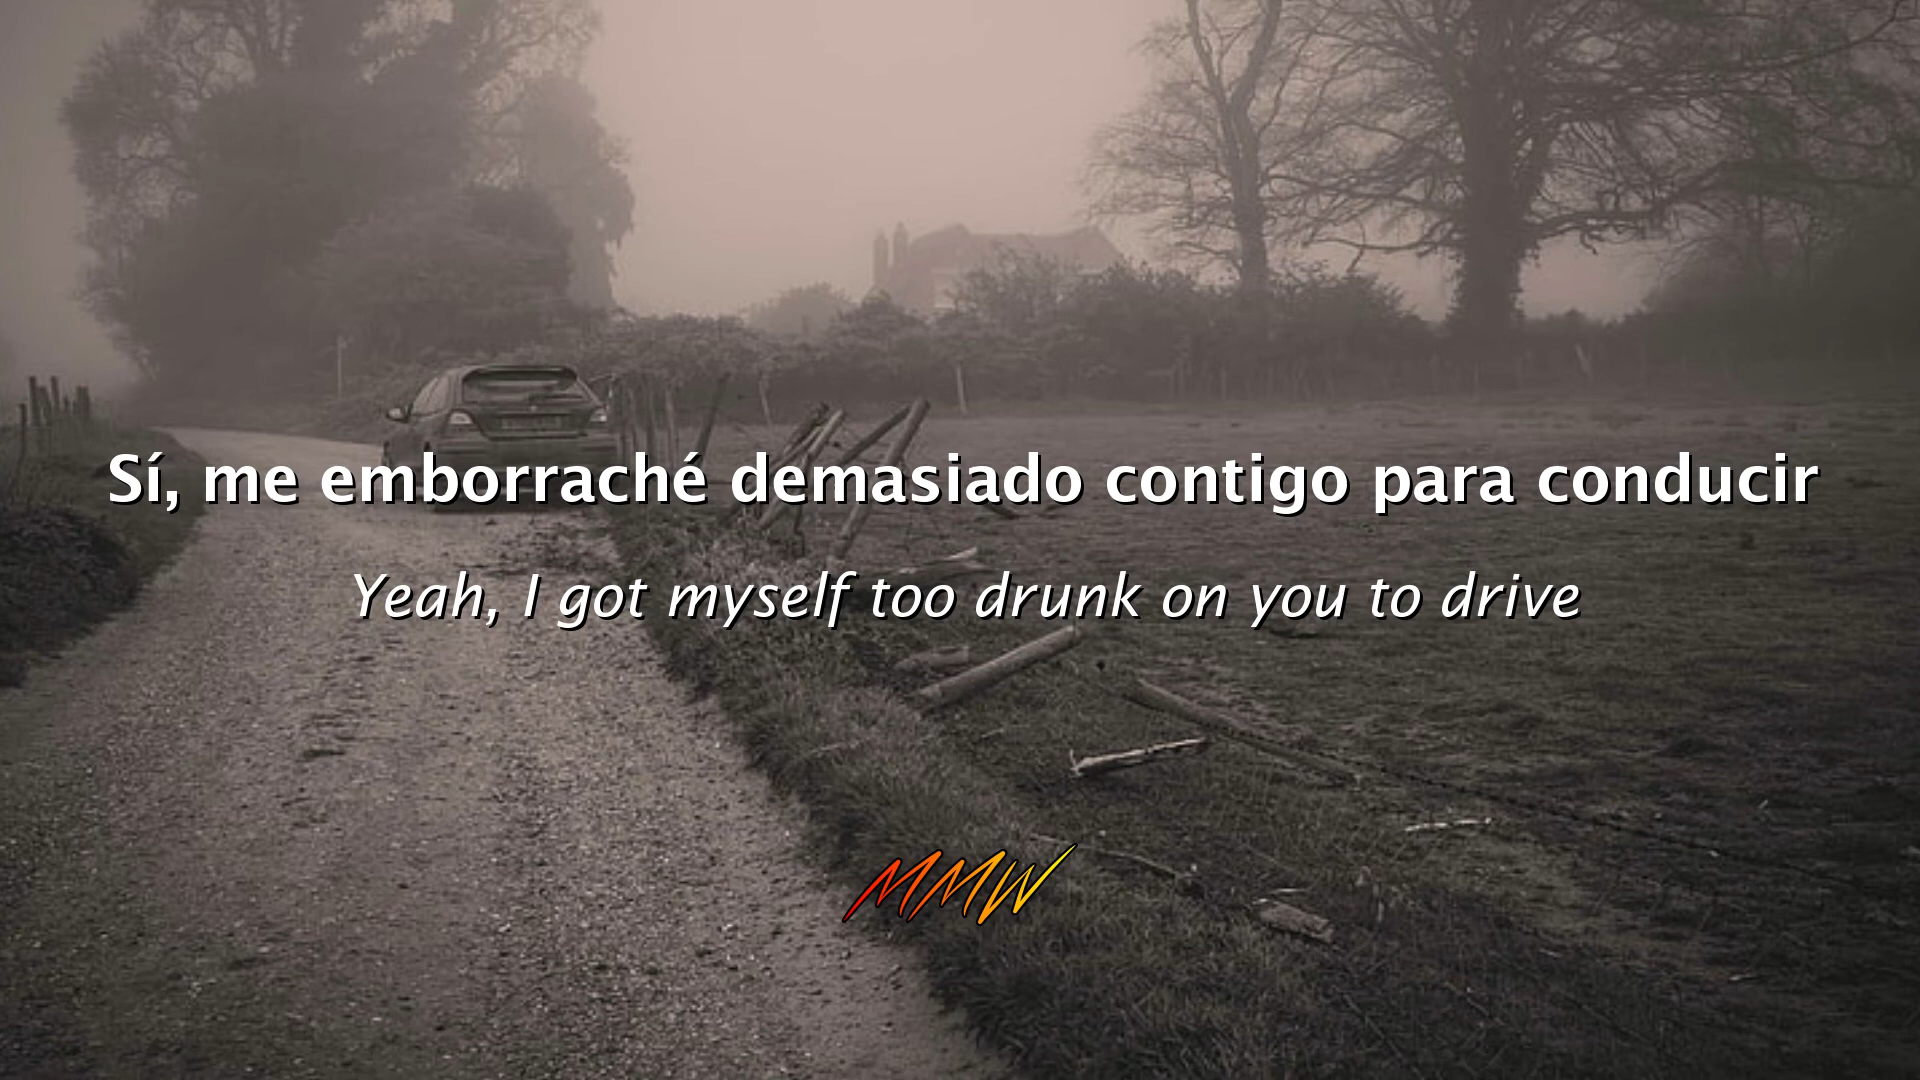 Sí, me emborraché demasiado contigo para conducir
Yeah, I got myself too drunk on you to drive
MMW